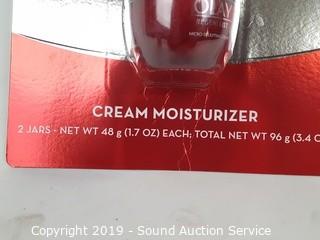 OLAY
REGENERIST
CREAM MOISTURIZER
2 JARS - NET WT 48 g (1.7 OZ) EACH; TOTAL NET WT 96 g (3.4 O
Copyright 2019 - Sound Auction Service